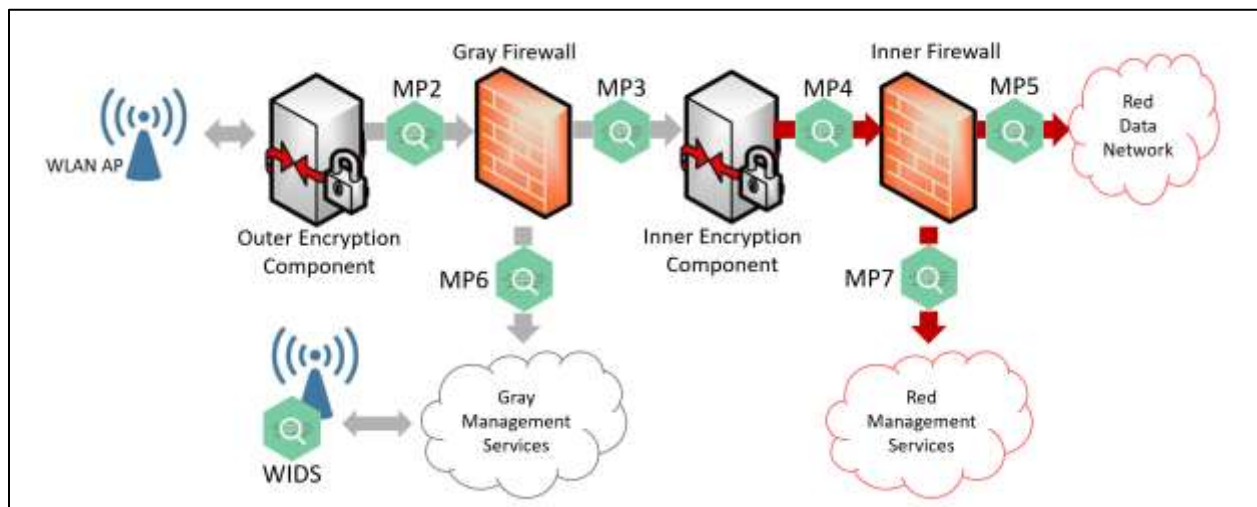 Gray Firewall
Inner Firewall
MP2
MP3
MP4
MP5
WLAN AP
Red
Data
Network
Outer Encryption
Component
Inner Encryption
Component
MP6
MP7
Gray
Management
Services
Red
Management
Services
WIDS